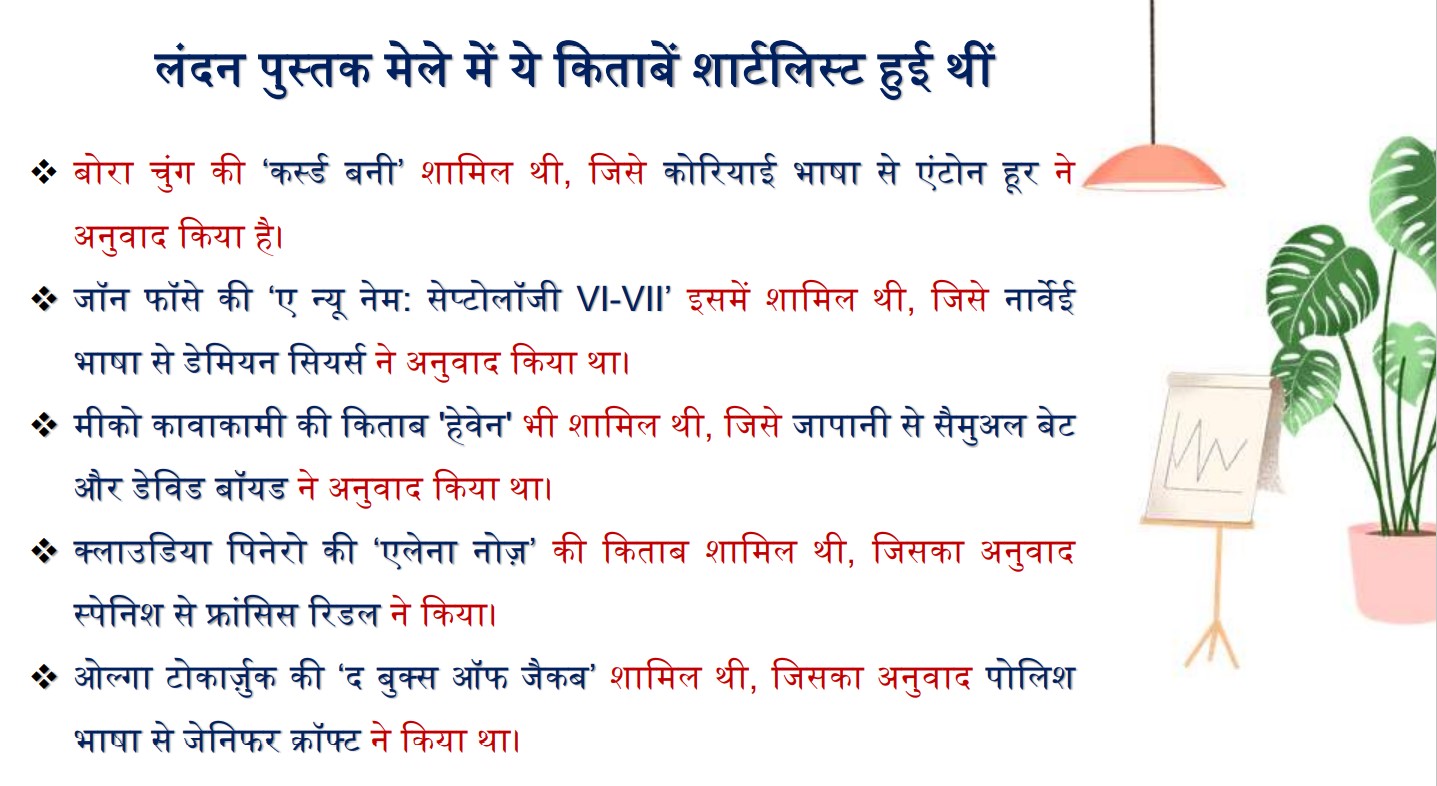 लंदन पुस्तक मेले में ये किताबें शार्टलिस्ट हुई थीं
❖ बोरा चुंग की ‘कर्स्ड बनी’ शामिल थी, जिसे कोरियाई भाषा से एंटोन हूर ने
अनुवाद किया है।
❖ जॉन फॉसे की ‘ए न्यू नेम: सेप्टोलॉजी VI-VII’ इसमें शामिल थी, जिसे नार्वेई
भाषा से डेमियन सियर्स ने अनुवाद किया था।
❖ मीको कावाकामी की किताब 'हेवेन' भी शामिल थी, जिसे जापानी से सैमुअल बेट
और डेविड बॉयड ने अनुवाद किया था।
❖ क्लाउडिया पिनेरो की ‘एलेना नोज़’ की किताब शामिल थी, जिसका अनुवाद
स्पेनिश से फ्रांसिस रिडल ने किया।
❖ ओल्गा टोकार्ज़ुक की ‘द बुक्स ऑफ जैकब’ शामिल थी, जिसका अनुवाद पोलिश
भाषा से जेनिफर क्रॉफ्ट ने किया था।